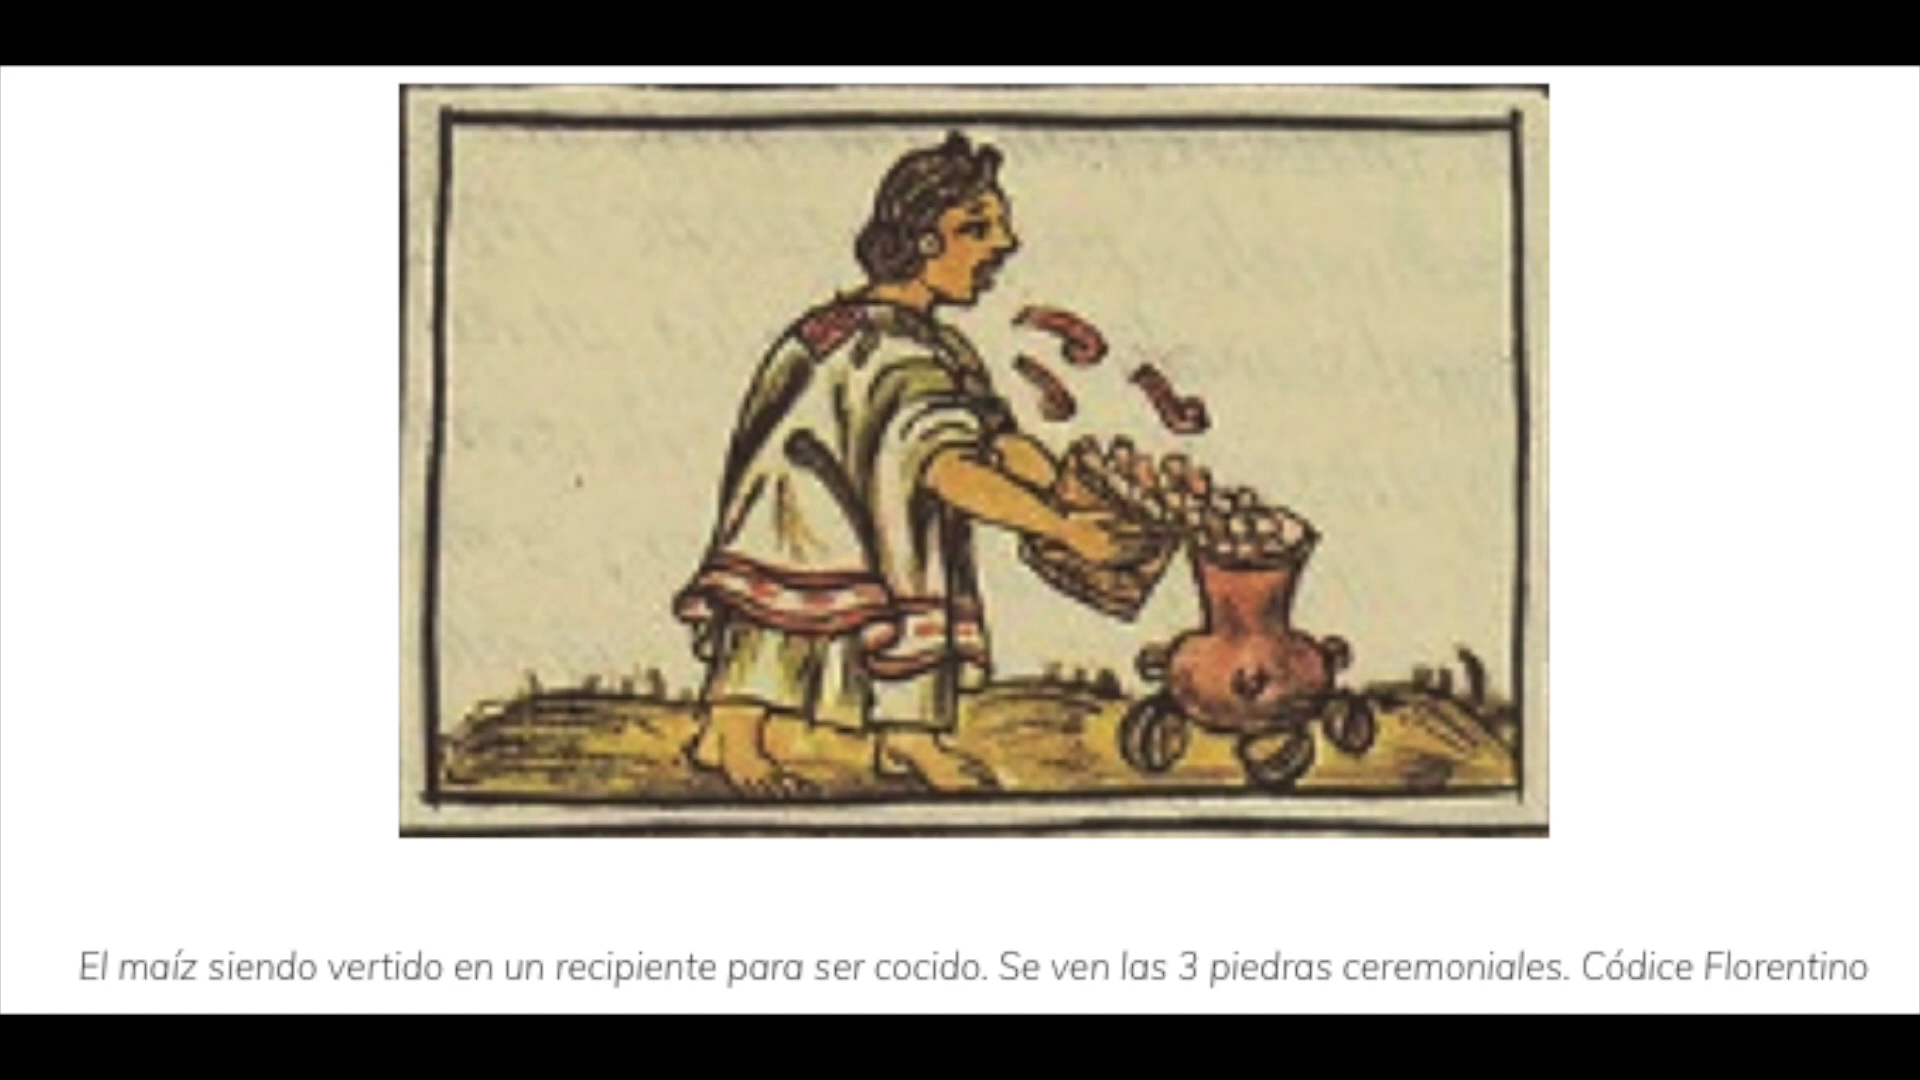 El maíz siendo vertido en un recipiente para ser cocido. Se ven las 3 piedras ceremoniales. Códice Florentino